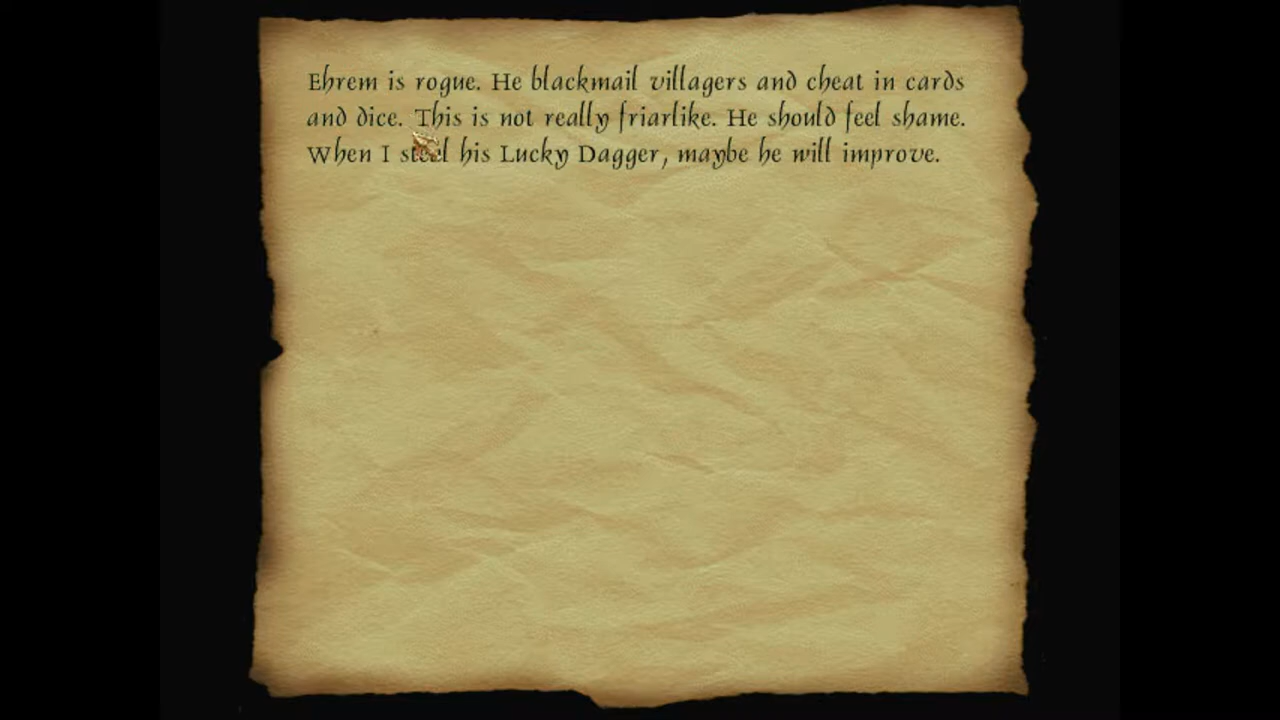 Ehrem is rogue. He blackmail villagers and cheat in cards
and dice. This is not really friarlike. He should feel shame.
When I steel his Lucky Dagger, maybe he will improve.